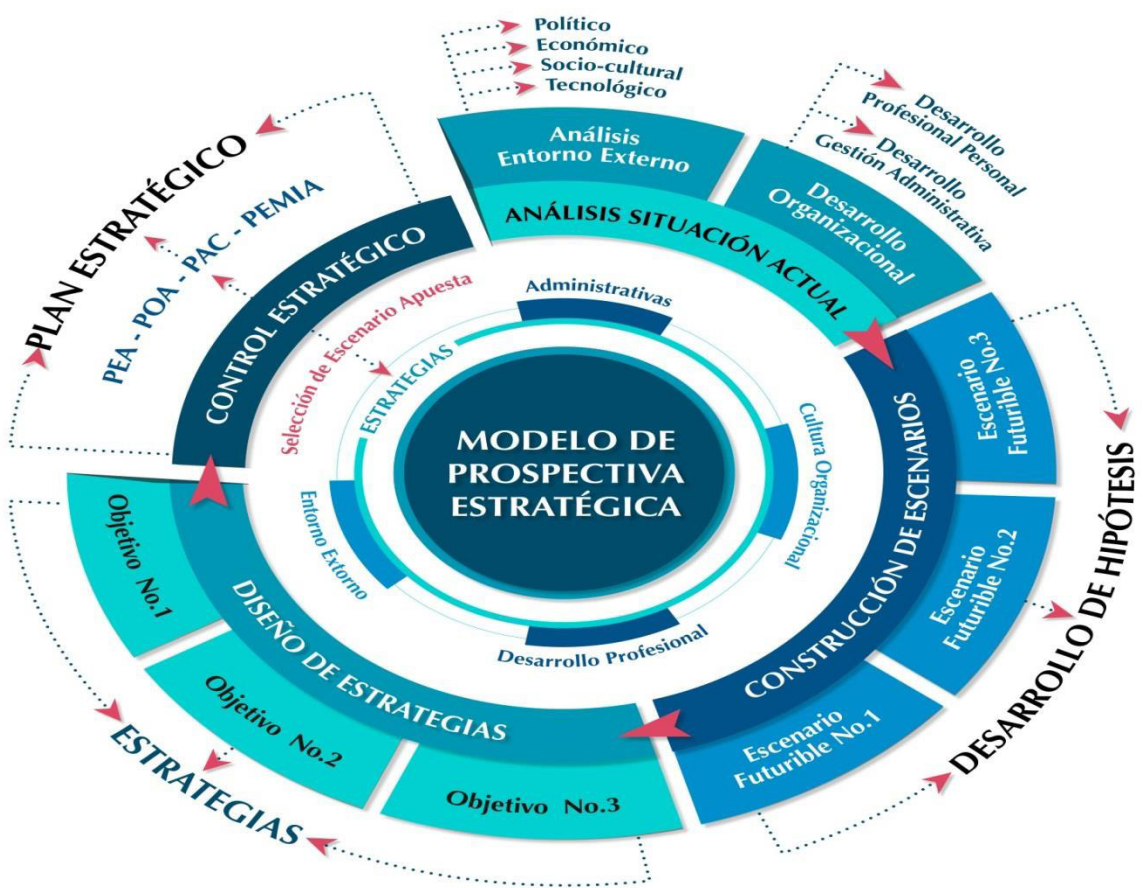 Político
Económico
Socio-cultural
Tecnológico
Análisis
Entorno Externo
ANÁLISIS SITUACIÓN ACTUAL
Desarrollo
Organizacional
Desarrollo
Profesional Personal
Desarrollo
Gestión Administrativa
CONSTRUCCIÓN DE ESCENARIOS
Escenario
Futurible No.3
Escenario
Futurible No.2
Escenario
Futurible No.1
DESARROLLO DE HIPÓTESIS
DISEÑO DE ESTRATEGIAS
Objetivo No.3
Objetivo No.2
Objetivo No.1
ESTRATEGIAS
CONTROL ESTRATÉGICO
PEA - POA - PAC - PEMIA
PLAN ESTRATÉGICO
Selección de Escenario Apuesta
ESTRATEGIAS
Administrativas
Cultura Organizacional
Desarrollo Profesional
Entorno Extorno
MODELO DE
PROSPECTIVA
ESTRATÉGICA